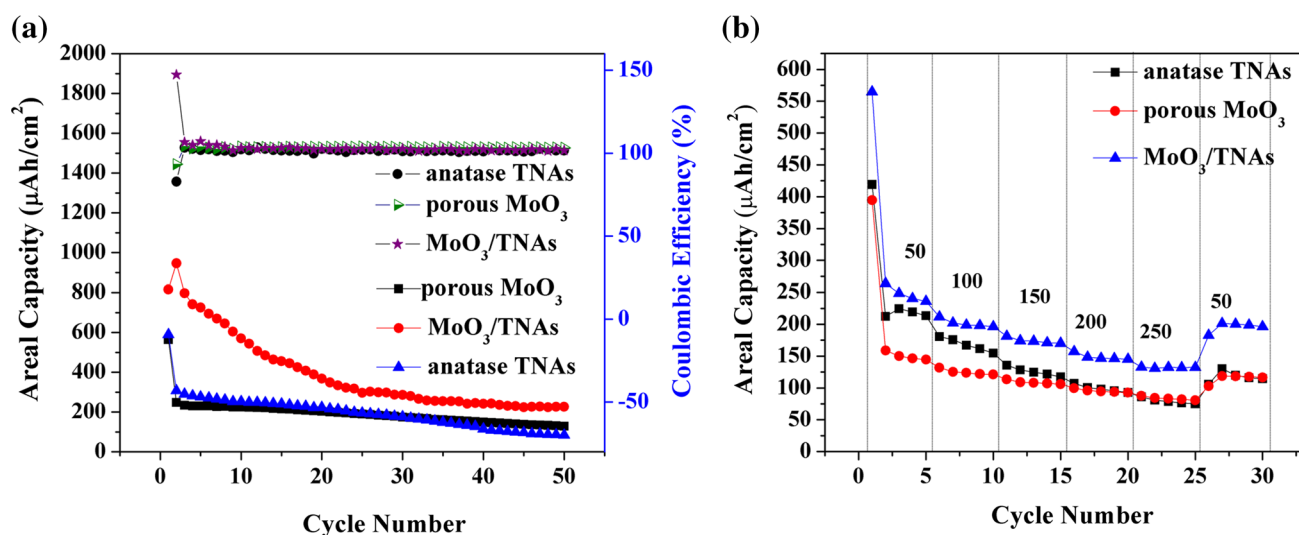 (a)
2000
1800
1600
1400
1200
1000
800
600
400
200
0
Areal Capacity (μAh/cm²)
150
100
50
0
-50
Coulombic Efficiency (%)
anatase TNAs
porous MoO₃
MoO₃/TNAs
porous MoO₃
MoO₃/TNAs
anatase TNAs
0 10 20 30 40 50
Cycle Number
(b)
600
550
500
450
400
350
300
250
200
150
100
50
0
Areal Capacity (μAh/cm²)
anatase TNAs
porous MoO₃
MoO₃/TNAs
50
100
150
200
250
50
0 5 10 15 20 25 30
Cycle Number